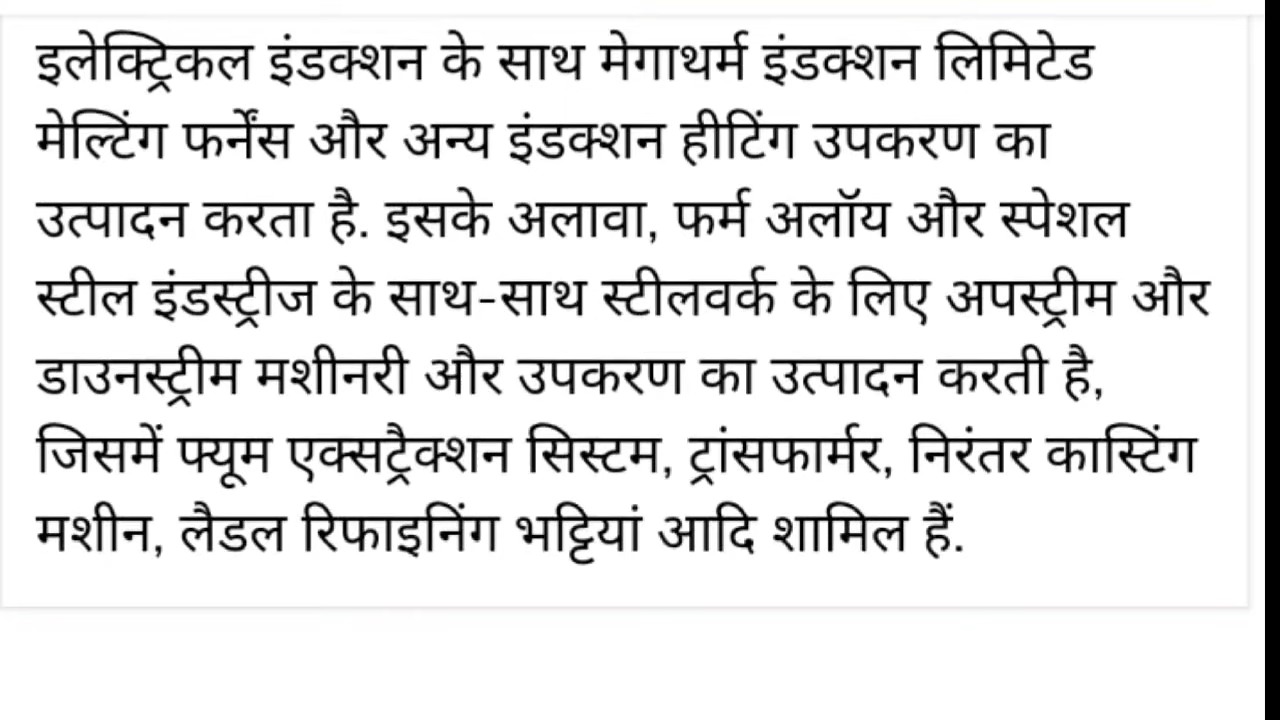 इलेक्ट्रिकल इंडक्शन के साथ मेगाथर्म इंडक्शन लिमिटेड
मेल्टिंग फर्नेंस और अन्य इंडक्शन हीटिंग उपकरण का
उत्पादन करता है. इसके अलावा, फर्म अलॉय और स्पेशल
स्टील इंडस्ट्रीज के साथ-साथ स्टीलवर्क के लिए अपस्ट्रीम और
डाउनस्ट्रीम मशीनरी और उपकरण का उत्पादन करती है,
जिसमें फ्यूम एक्सट्रैक्शन सिस्टम, ट्रांसफार्मर, निरंतर कास्टिंग
मशीन, लैडल रिफाइनिंग भट्टियां आदि शामिल हैं.